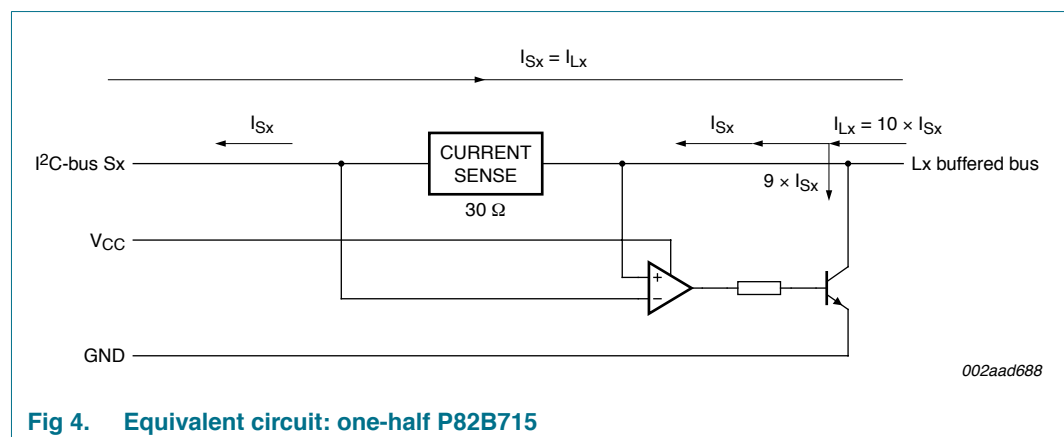 I_Sx = I_Lx
I_Sx
I_Sx
I_Lx = 10 × I_Sx
I²C-bus Sx
CURRENT
SENSE
Lx buffered bus
9 × I_Sx
30 Ω
V_CC
+
−
GND
002aad688
Fig 4. Equivalent circuit: one-half P82B715